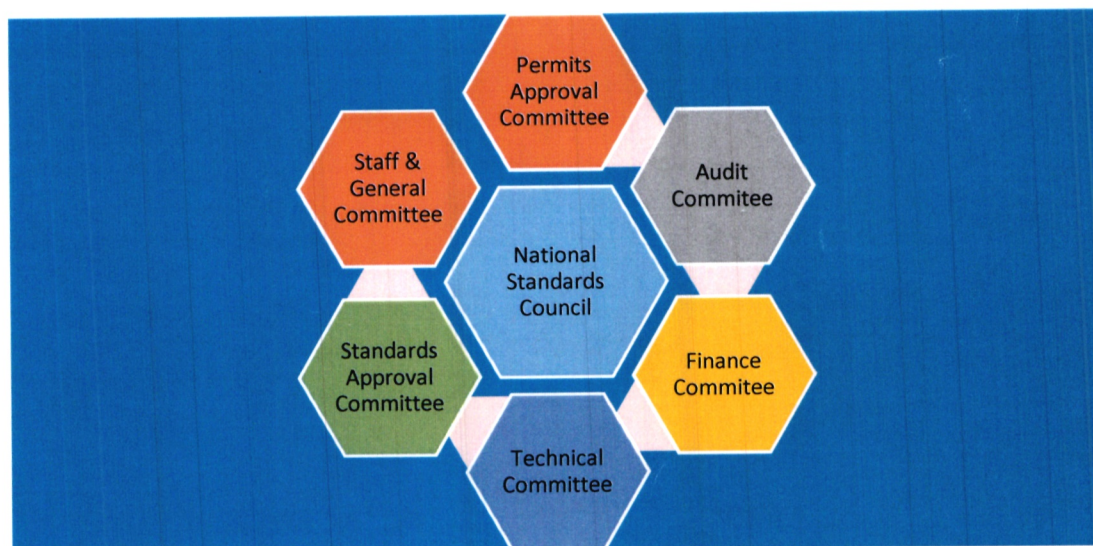 Permits
Approval
Committee
Staff &
General
Committee
Audit
Commitee
National
Standards
Council
Standards
Approval
Committee
Finance
Commitee
Technical
Committee